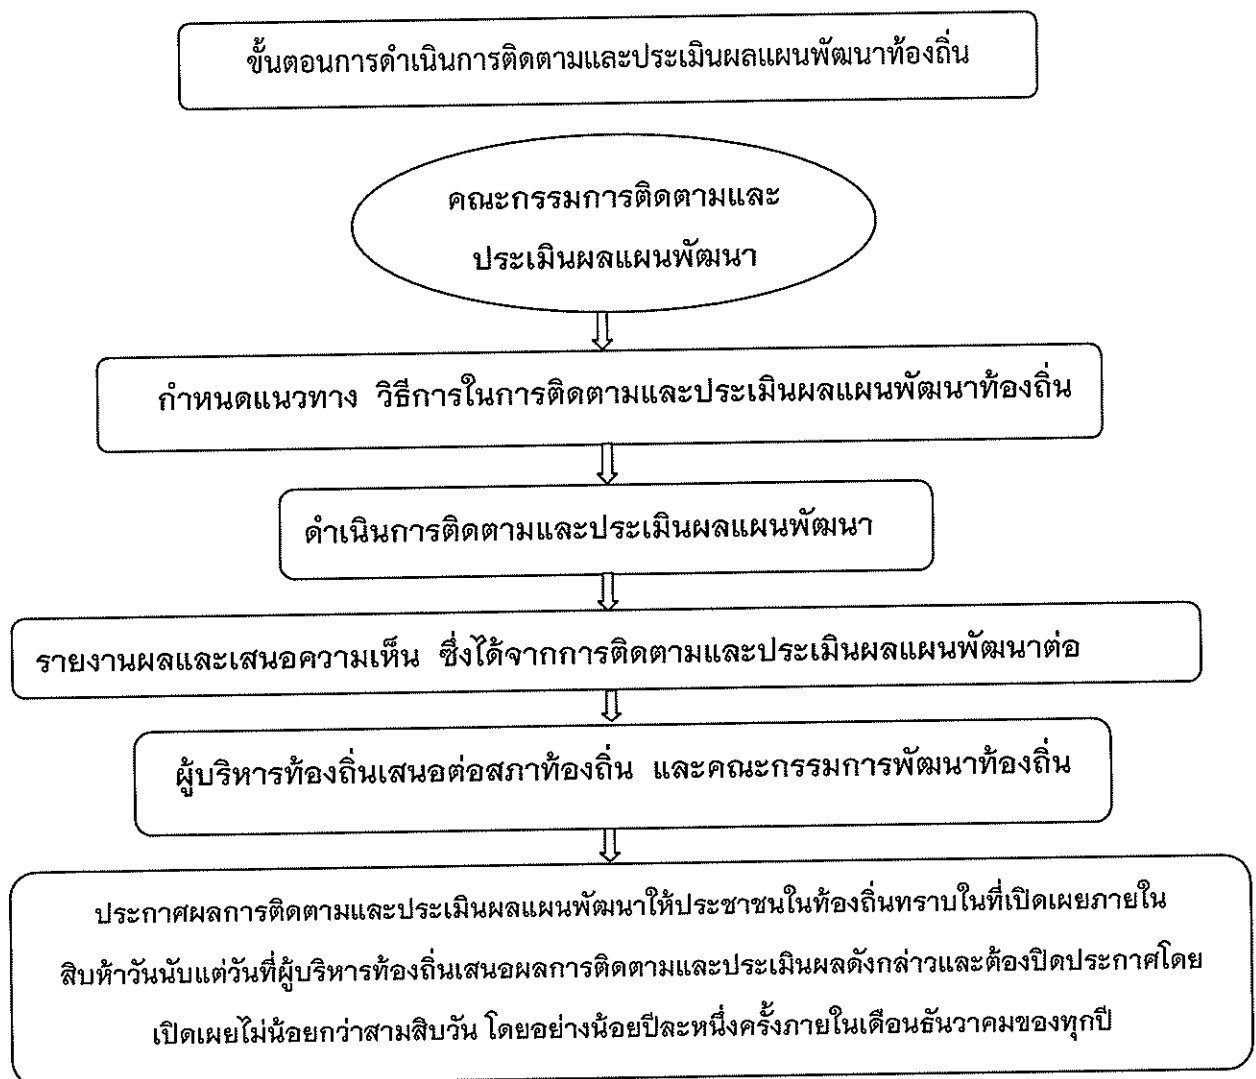 ขั้นตอนการดำเนินการติดตามและประเมินผลแผนพัฒนาท้องถิ่น
คณะกรรมการติดตามและ
ประเมินผลแผนพัฒนา
กำหนดแนวทาง วิธีการในการติดตามและประเมินผลแผนพัฒนาท้องถิ่น
ดำเนินการติดตามและประเมินผลแผนพัฒนา
รายงานผลและเสนอความเห็น ซึ่งได้จากการติดตามและประเมินผลแผนพัฒนาต่อ
ผู้บริหารท้องถิ่นเสนอต่อสภาท้องถิ่น และคณะกรรมการพัฒนาท้องถิ่น
ประกาศผลการติดตามและประเมินผลแผนพัฒนาให้ประชาชนในท้องถิ่นทราบในที่เปิดเผยภายใน
สิบห้าวันนับแต่วันที่ผู้บริหารท้องถิ่นเสนอผลการติดตามและประเมินผลดังกล่าวและต้องปิดประกาศโดย
เปิดเผยไม่น้อยกว่าสามสิบวัน โดยอย่างน้อยปีละหนึ่งครั้งภายในเดือนธันวาคมของทุกปี